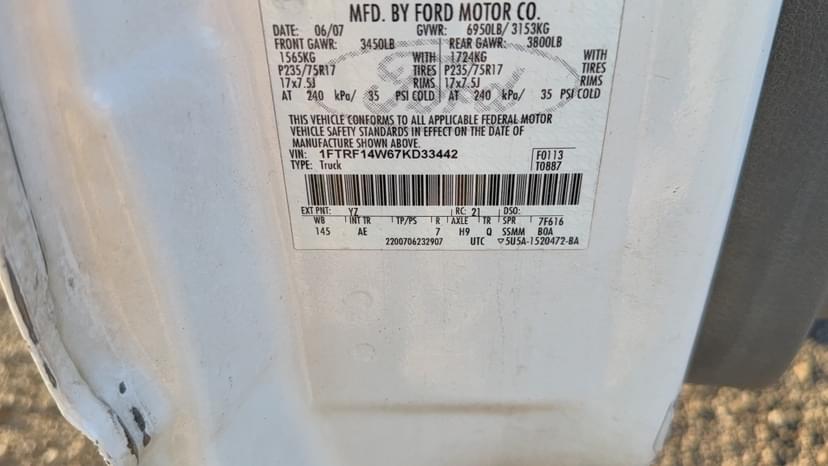 MFD. BY FORD MOTOR CO.
DATE: 06/07 GVWR: 6950LB/ 3153KG
FRONT GAWR: 3450LB REAR GAWR: 3800LB
1565KG WITH 1724KG WITH
P235/75R17 TIRES P235/75R17 TIRES
17x7.5J RIMS 17x7.5J RIMS
AT 240 kPa/ 35 PSI COLD AT 240 kPa/ 35 PSI COLD
Ford
THIS VEHICLE CONFORMS TO ALL APPLICABLE FEDERAL MOTOR
VEHICLE SAFETY STANDARDS IN EFFECT ON THE DATE OF
MANUFACTURE SHOWN ABOVE.
VIN: 1FTRF14W67KD33442 F0113
TYPE: Truck T0887
EXT PNT: YZ RC: 21 DSO:
WB INT TR TP/PS R AXLE TR SPR 7F616
145 AE 7 H9 Q SSMM BOA
2200706232907 UTC ▽5U5A-1520472-BA